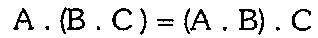 A . (B . C) = (A . B) . C